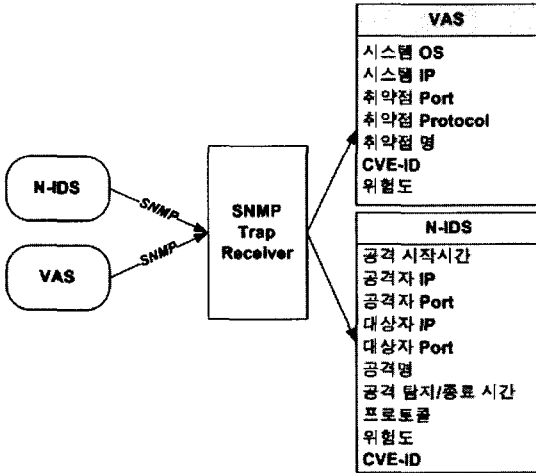 N-IDS
SNMP
VAS
SNMP
SNMP
Trap
Receiver
VAS
시스템 OS
시스템 IP
취약점 Port
취약점 Protocol
취약점 명
CVE-ID
위험도
N-IDS
공격 시작시간
공격자 IP
공격자 Port
대상자 IP
대상자 Port
공격명
공격 탐지/종료 시간
프로토콜
위험도
CVE-ID